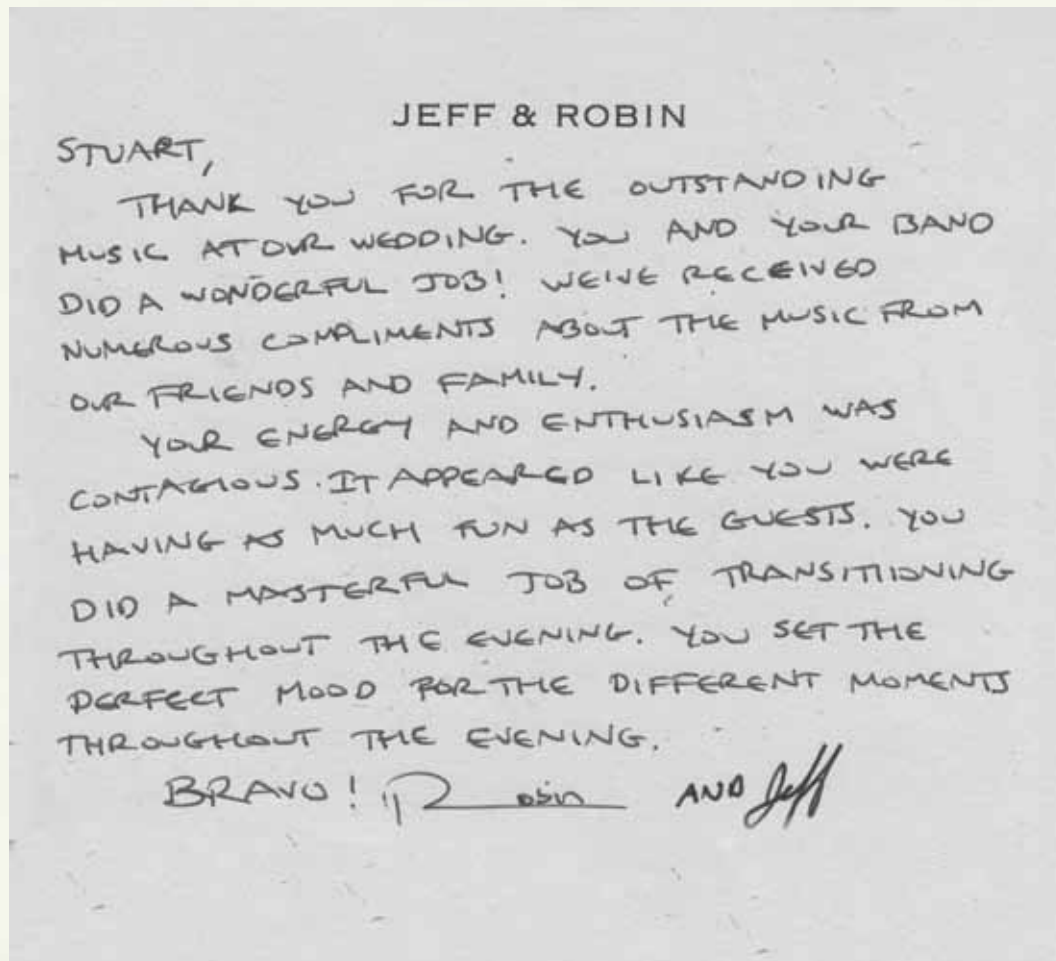 JEFF & ROBIN
STUART,
THANK YOU FOR THE OUTSTANDING
MUSIC AT OUR WEDDING. YOU AND YOUR BAND
DID A WONDERFUL JOB! WE'VE RECEIVED
NUMEROUS COMPLIMENTS ABOUT THE MUSIC FROM
OUR FRIENDS AND FAMILY.
YOUR ENERGY AND ENTHUSIASM WAS
CONTAGIOUS. IT APPEARED LIKE YOU WERE
HAVING AS MUCH FUN AS THE GUESTS. YOU
DID A MASTERFUL JOB OF TRANSITIONING
THROUGHOUT THE EVENING. YOU SET THE
PERFECT MOOD FOR THE DIFFERENT MOMENTS
THROUGHOUT THE EVENING.
BRAVO! Robin AND Jeff